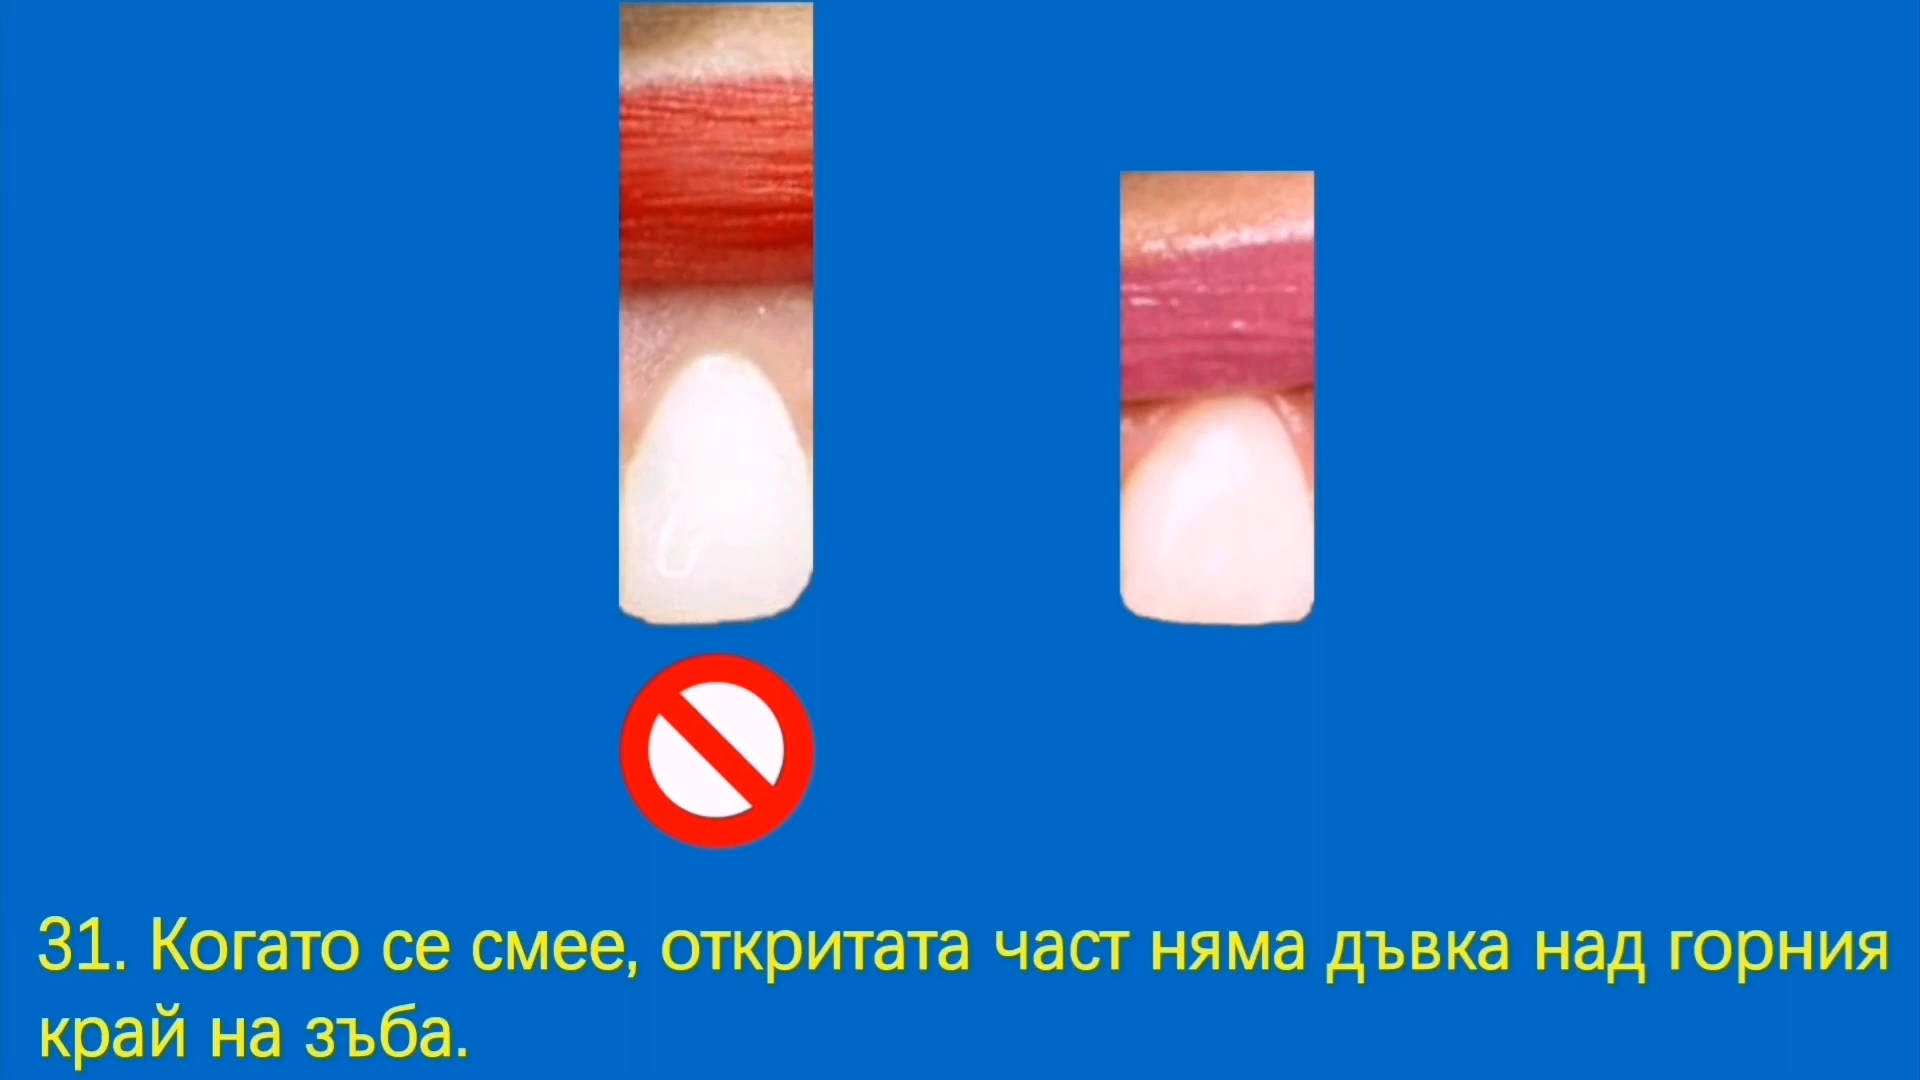 31. Когато се смее, откритата част няма дъвка над горния
край на зъба.